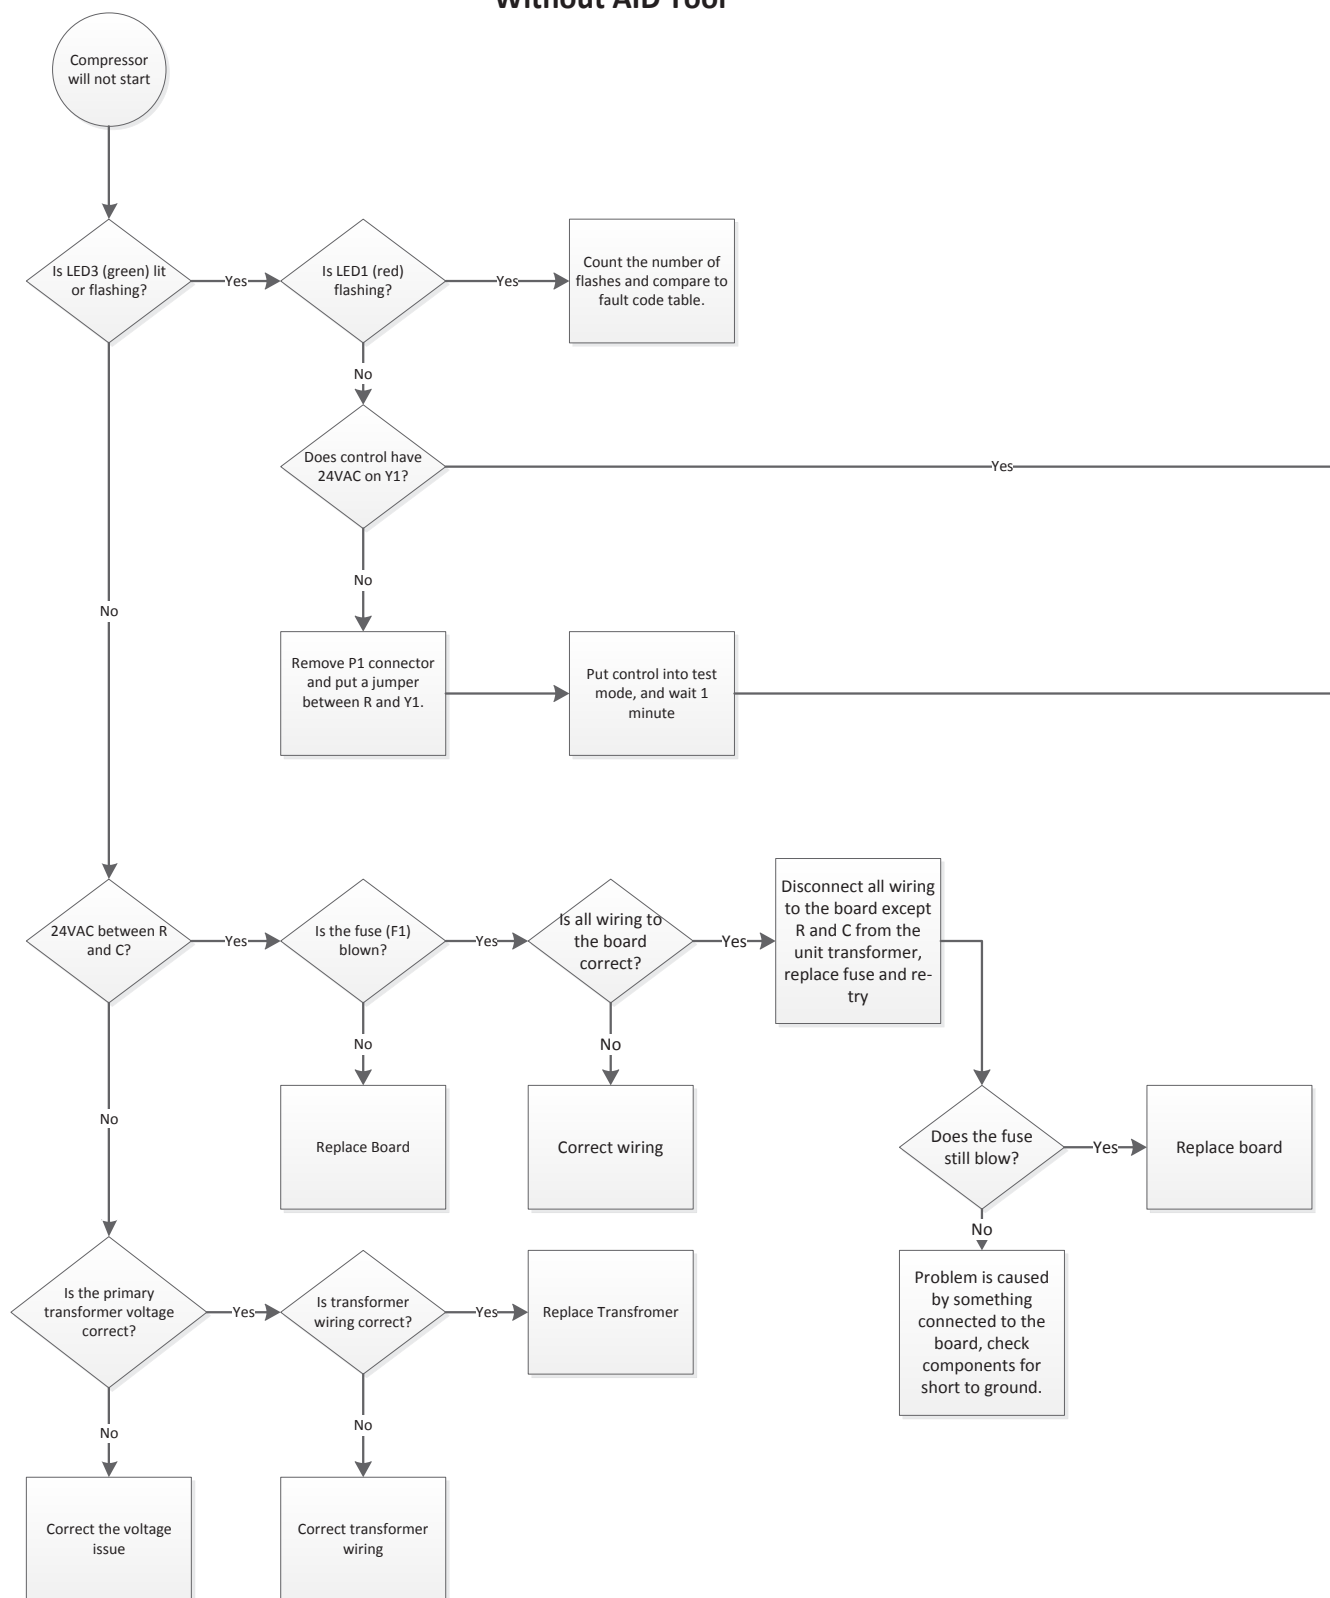 Without AID Tool
Compressor
will not start
Is LED3 (green) lit
or flashing?
Yes
Is LED1 (red)
flashing?
Yes
Count the number of
flashes and compare to
fault code table.
No
Does control have
24VAC on Y1?
Yes
No
No
Remove P1 connector
and put a jumper
between R and Y1.
Put control into test
mode, and wait 1
minute
24VAC between R
and C?
Yes
Is the fuse (F1)
blown?
Yes
Is all wiring to
the board
correct?
Yes
Disconnect all wiring
to the board except
R and C from the
unit transformer,
replace fuse and re-
try
No
No
No
Replace Board
Correct wiring
Does the fuse
still blow?
Yes
Replace board
No
Is the primary
transformer voltage
correct?
Yes
Is transformer
wiring correct?
Yes
Replace Transfromer
Problem is caused
by something
connected to the
board, check
components for
short to ground.
No
No
Correct the voltage
issue
Correct transformer
wiring